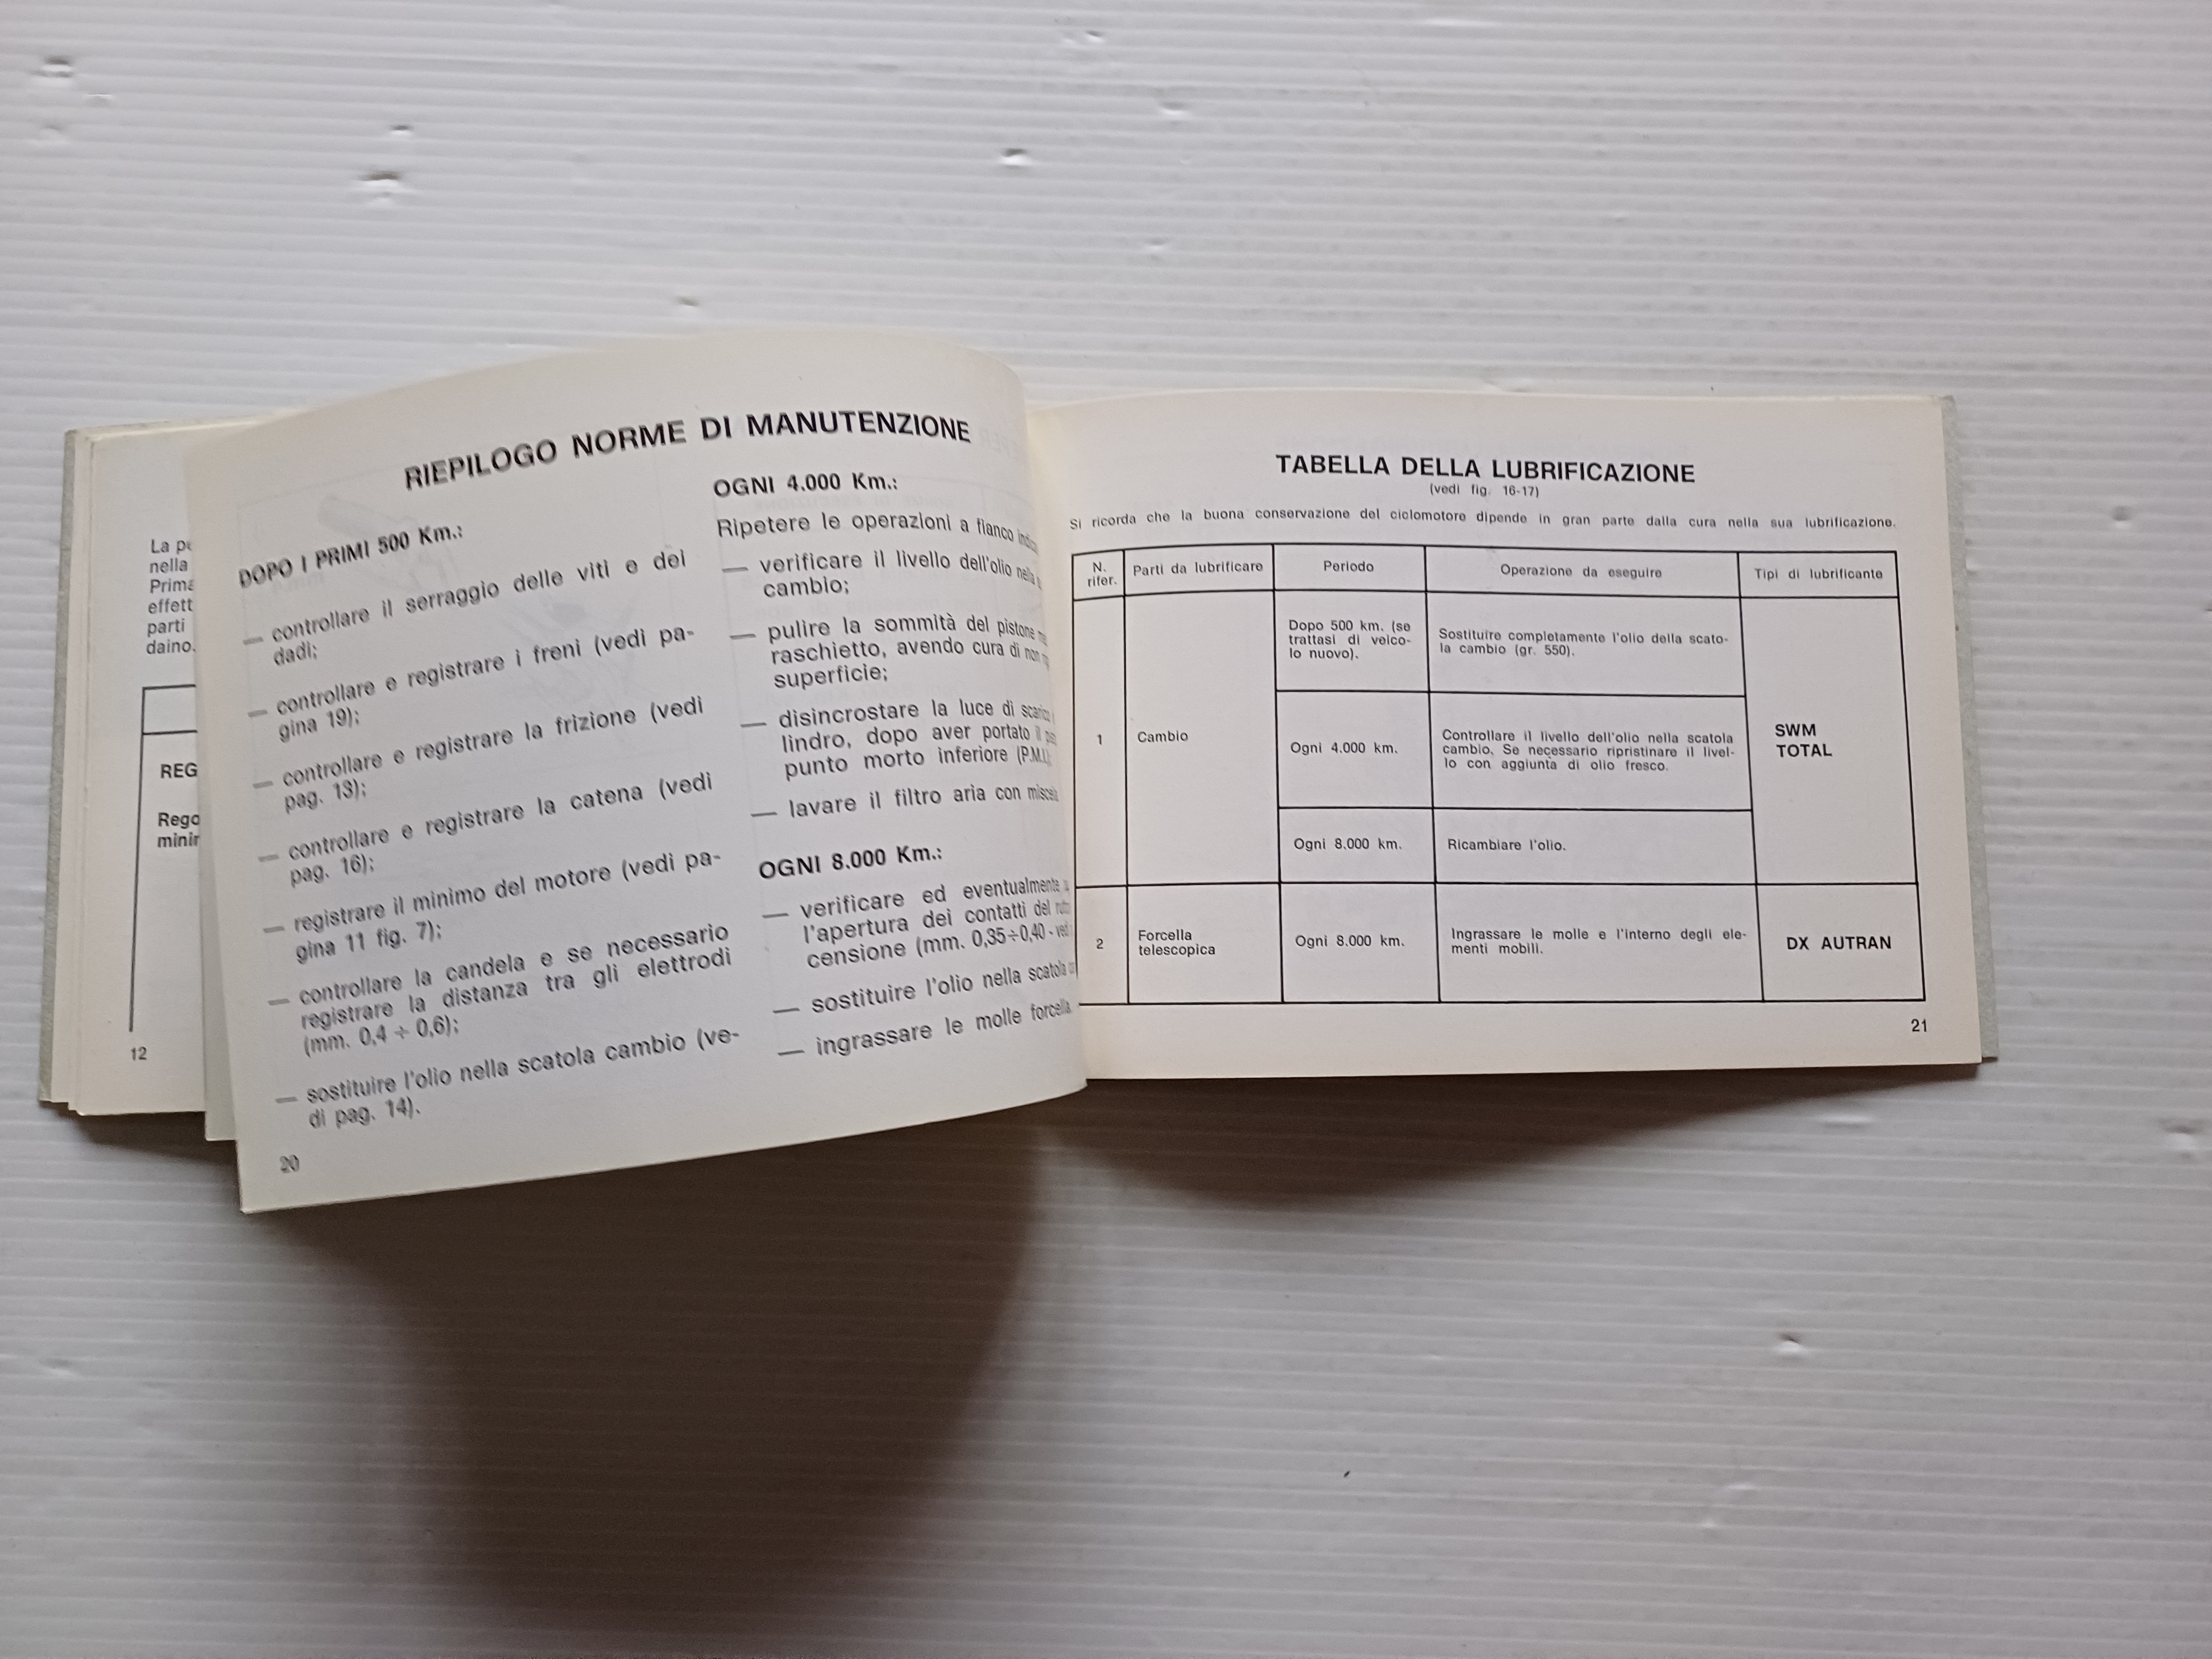 La
nella
effett
parti
daino.
REG
12
RIEPILOGO NORME DI MANUTENZIONE
DOPO I PRIMI 500 Km.:
— controllare il serraggio delle viti e dei
dadi;
— controllare e registrare i freni (vedi pa-
gina 19);
— controllare e registrare la frizione (vedi
pag. 13);
— controllare e registrare la catena (vedi
pag. 16);
— registrare il minimo del motore (vedi pa-
gina 11 fig. 7);
— controllare la candela e se necessario
registrare la distanza tra gli elettrodi
(mm. 0,4 ÷ 0,6);
— sostituire l'olio nella scatola cambio (ve-
di pag. 14).
20
OGNI 4.000 Km.:
Ripetere le operazioni a fianco
— verificare il livello dell'olio nella
cambio;
— pulire la sommità del pistone
raschietto, avendo cura di non
superficie;
— disincrostare la luce di scarico
lindro, dopo aver portato il
punto morto inferiore (P.M.I.);
— lavare il filtro aria con miscela
OGNI 8.000 Km.:
— verificare ed eventualmente
l'apertura dei contatti del
censione (mm. 0,35÷0,40 -
— sostituire l'olio nella scatola
— ingrassare le molle forcella.
TABELLA DELLA LUBRIFICAZIONE
(vedi fig. 16-17)
Si ricorda che la buona conservazione del ciclomotore dipende in gran parte dalla cura nella sua lubrificazione.
N.
rifer.
Parti da lubrificare
Periodo
Operazione da eseguire
Tipi di lubrificante
1
Cambio
Dopo 500 km. (se
trattasi di veico-
lo nuovo).
Sostituire completamente l'olio della scato-
la cambio (gr. 550).
Ogni 4.000 km.
Controllare il livello dell'olio nella scatola
cambio. Se necessario ripristinare il livel-
lo con aggiunta di olio fresco.
Ogni 8.000 km.
Ricambiare l'olio.
SWM
TOTAL
2
Forcella
telescopica
Ogni 8.000 km.
Ingrassare le molle e l'interno degli ele-
menti mobili.
DX AUTRAN
21